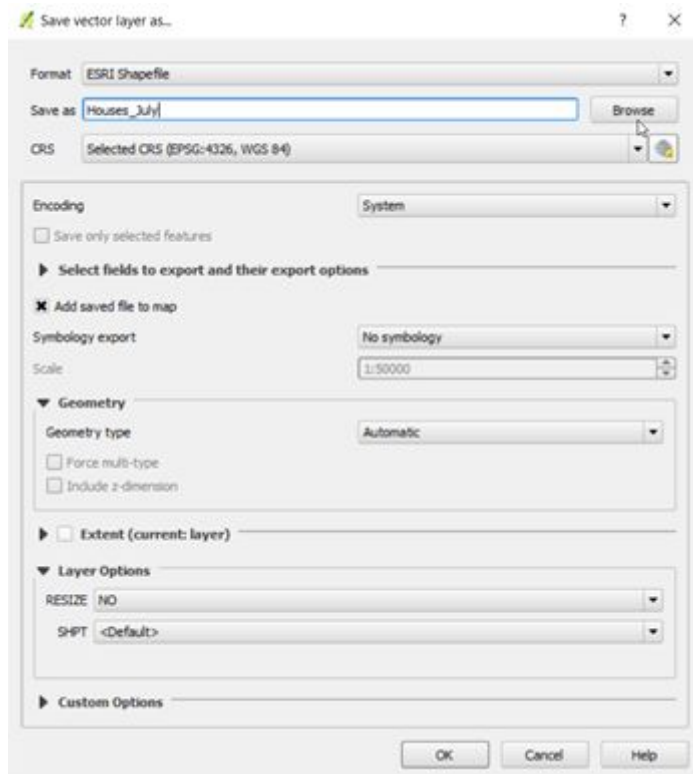 Save vector layer as...
?
Format ESRI Shapefile
Save as Houses_July Browse
CRS Selected CRS (EPSG:4326, WGS 84)
Encoding System
Save only selected features
Select fields to export and their export options
Add saved file to map
Symbology export No symbology
Scale 1:50000
Geometry
Geometry type Automatic
Force multi-type
Include z-dimension
Extent (current: layer)
Layer Options
RESIZE NO
SHPT <Default>
Custom Options
OK Cancel Help